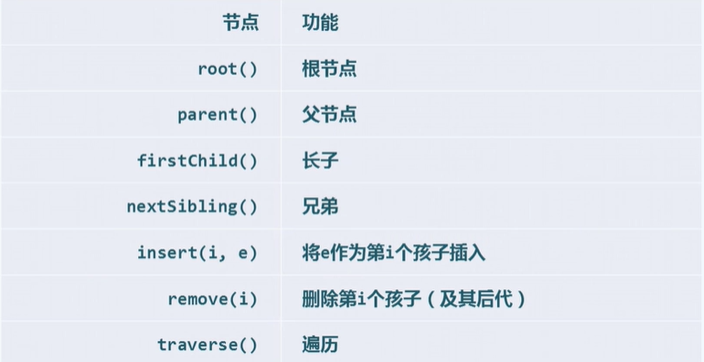 节点 功能
root() 根节点
parent() 父节点
firstChild() 长子
nextSibling() 兄弟
insert(i, e) 将e作为第i个孩子插入
remove(i) 删除第i个孩子（及其后代）
traverse() 遍历